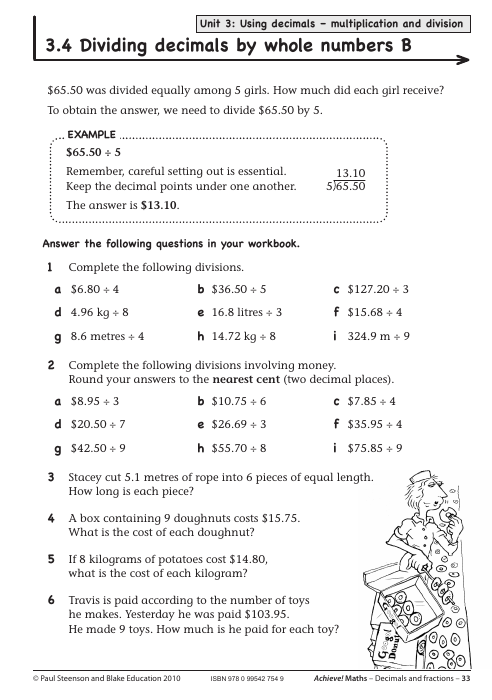 Unit 3: Using decimals – multiplication and division
3.4 Dividing decimals by whole numbers B
$65.50 was divided equally among 5 girls. How much did each girl receive?
To obtain the answer, we need to divide $65.50 by 5.
EXAMPLE
$65.50 ÷ 5
Remember, careful setting out is essential.
Keep the decimal points under one another.
13.10
5)65.50
The answer is $13.10.
Answer the following questions in your workbook.
1 Complete the following divisions.
a $6.80 ÷ 4 b $36.50 ÷ 5 c $127.20 ÷ 3
d 4.96 kg ÷ 8 e 16.8 litres ÷ 3 f $15.68 ÷ 4
g 8.6 metres ÷ 4 h 14.72 kg ÷ 8 i 324.9 m ÷ 9
2 Complete the following divisions involving money.
Round your answers to the nearest cent (two decimal places).
a $8.95 ÷ 3 b $10.75 ÷ 6 c $7.85 ÷ 4
d $20.50 ÷ 7 e $26.69 ÷ 3 f $35.95 ÷ 4
g $42.50 ÷ 9 h $55.70 ÷ 8 i $75.85 ÷ 9
3 Stacey cut 5.1 metres of rope into 6 pieces of equal length.
How long is each piece?
4 A box containing 9 doughnuts costs $15.75.
What is the cost of each doughnut?
5 If 8 kilograms of potatoes cost $14.80,
what is the cost of each kilogram?
6 Travis is paid according to the number of toys
he makes. Yesterday he was paid $103.95.
He made 9 toys. How much is he paid for each toy?
© Paul Steenson and Blake Education 2010 ISBN 978 0 99542 754 9 Achieve! Maths – Decimals and fractions – 33